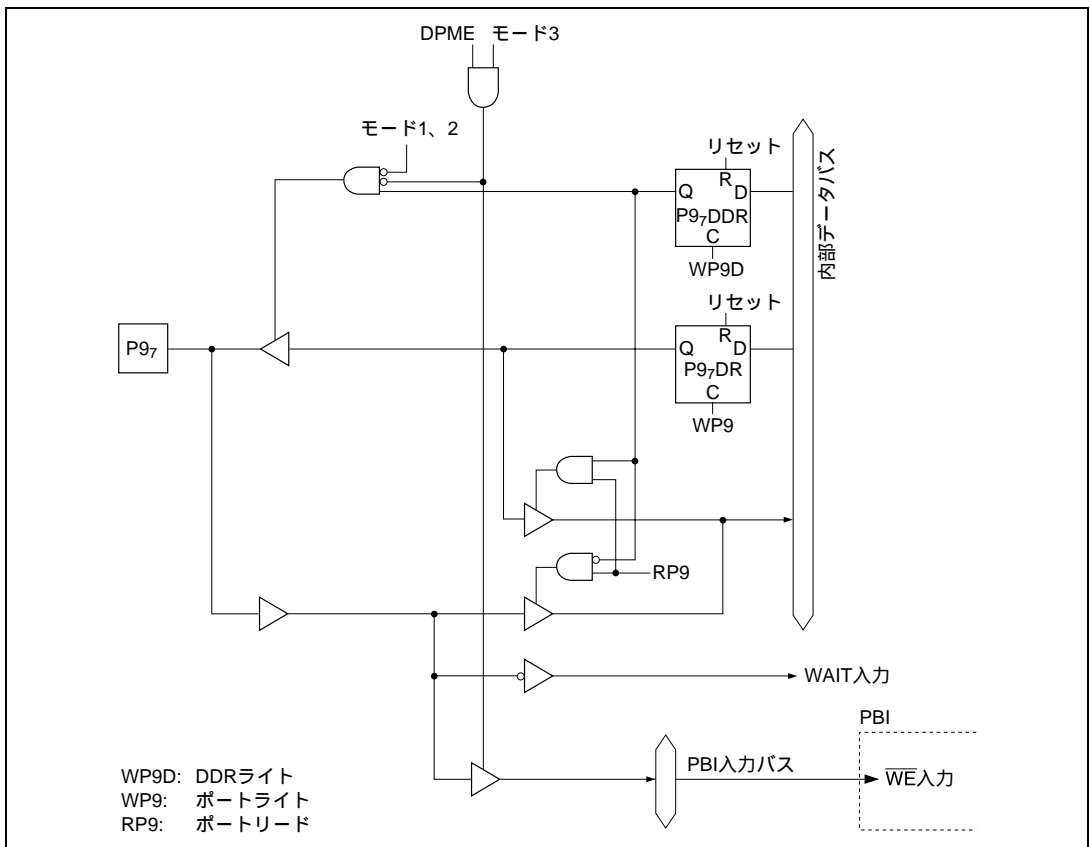 DPME モード3
モード1、2
リセット
R
Q D
P9₇DDR
C
WP9D
内部データバス
リセット
R
P9₇
Q D
P9₇DR
C
WP9
RP9
WAIT入力
PBI
PBI入力バス
W̅E̅入力
WP9D: DDRライト
WP9: ポートライト
RP9: ポートリード